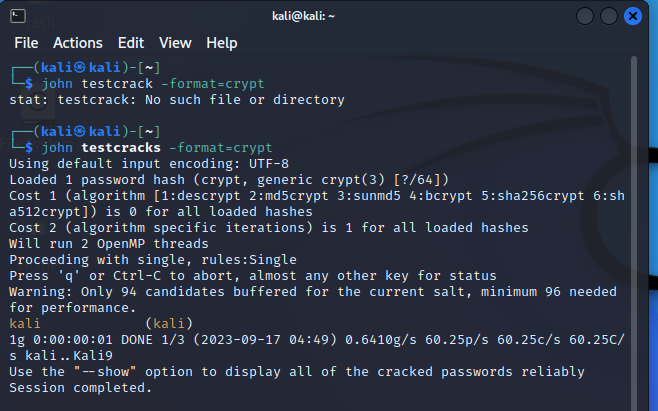 kali@kali: ~
File Actions Edit View Help
┌──(kali㉿kali)-[~]
└─$ john testcrack -format=crypt
stat: testcrack: No such file or directory
┌──(kali㉿kali)-[~]
└─$ john testcracks -format=crypt
Using default input encoding: UTF-8
Loaded 1 password hash (crypt, generic crypt(3) [?/64])
Cost 1 (algorithm [1:descrypt 2:md5crypt 3:sunmd5 4:bcrypt 5:sha256crypt 6:sh
a512crypt]) is 0 for all loaded hashes
Cost 2 (algorithm specific iterations) is 1 for all loaded hashes
Will run 2 OpenMP threads
Proceeding with single, rules:Single
Press 'q' or Ctrl-C to abort, almost any other key for status
Warning: Only 94 candidates buffered for the current salt, minimum 96 needed
for performance.
kali             (kali)
1g 0:00:00:01 DONE 1/3 (2023-09-17 04:49) 0.6410g/s 60.25p/s 60.25c/s 60.25C/
s kali..Kali9
Use the "--show" option to display all of the cracked passwords reliably
Session completed.